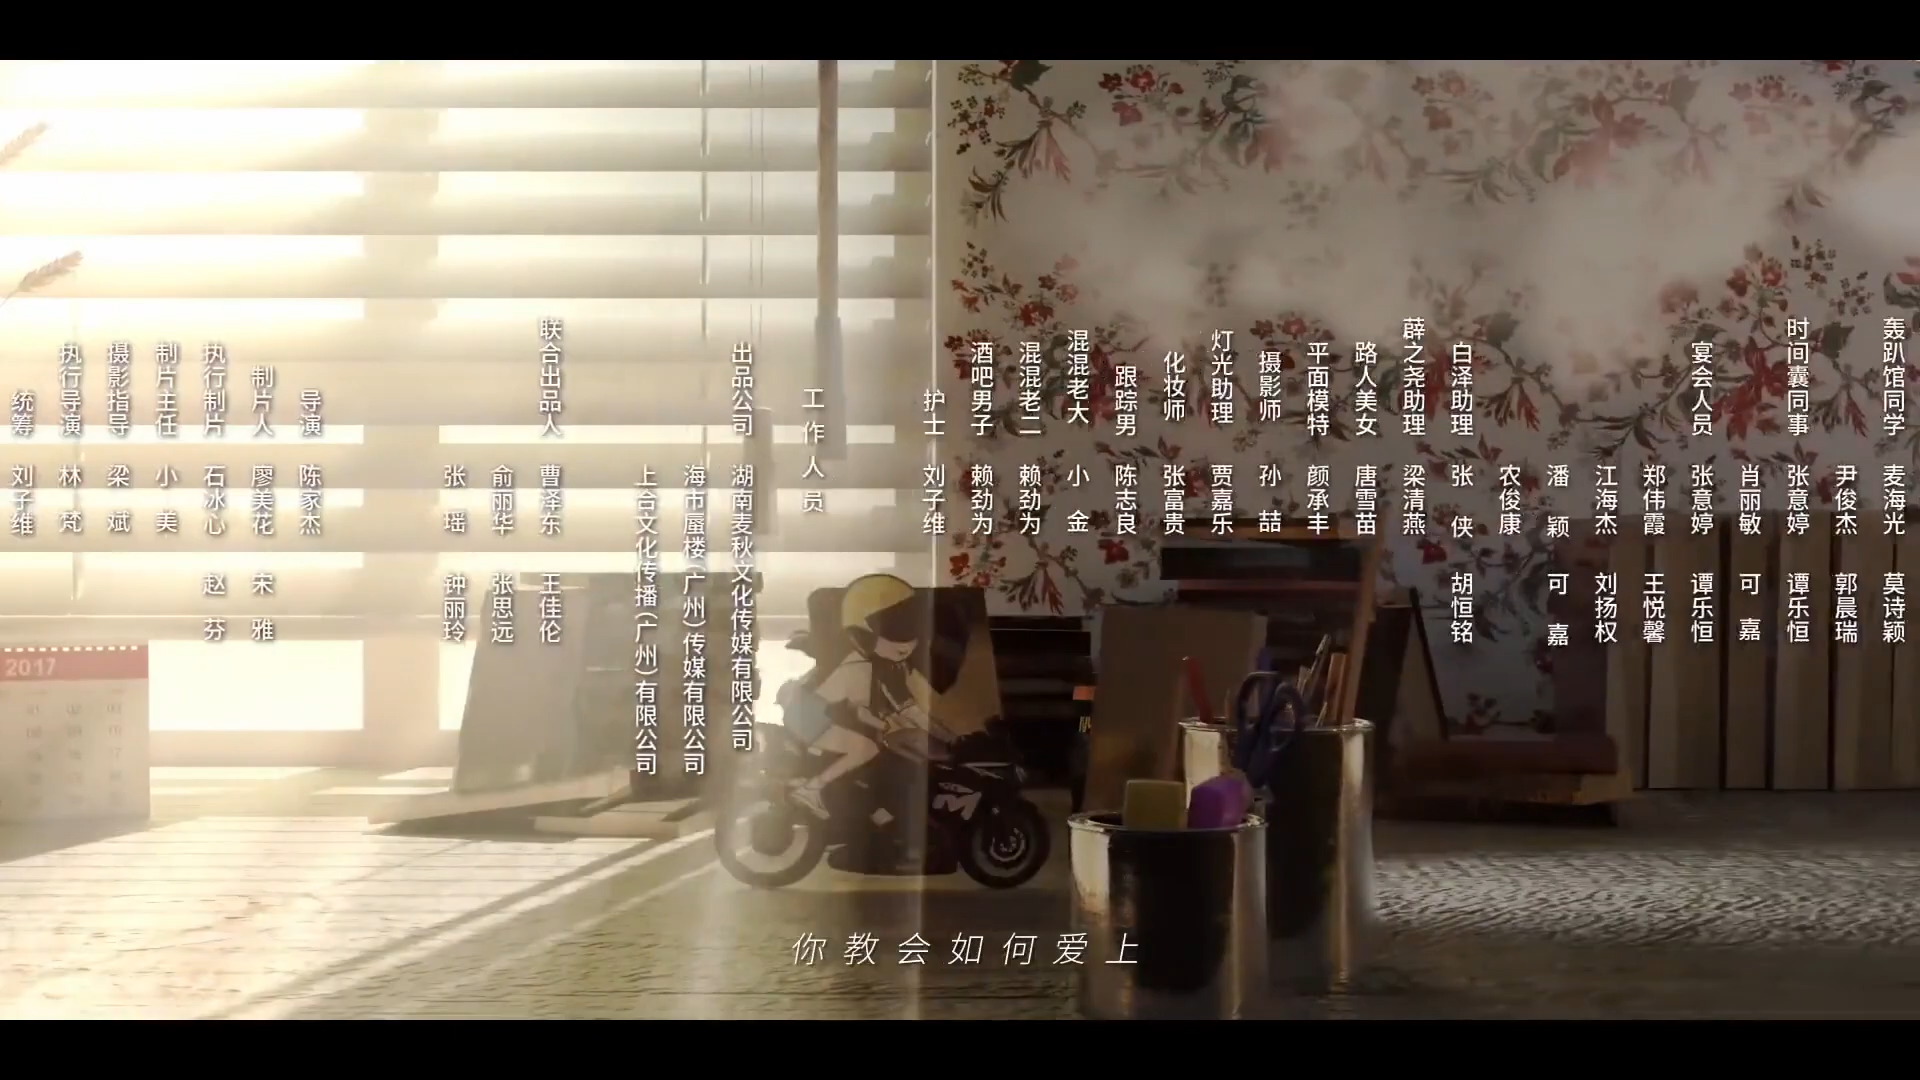 轰趴馆同学 麦海光 莫诗颖
尹俊杰 郭晨瑞
时间囊同事 张意婷 谭乐恒
肖丽敏 可嘉
宴会人员 张意婷 谭乐恒
郑伟霞 王悦馨
江海杰 刘扬权
潘颖 可嘉
农俊康
白泽助理 张侠 胡恒铭
薜之尧助理 梁清燕
路人美女 唐雪苗
平面模特 颜承丰
摄影师 孙喆
灯光助理 贾嘉乐
化妆师 张富贵
跟踪男 陈志良
混混老大 小金
混混老二 赖劲为
酒吧男子 赖劲为
护士 刘子维
工作人员
出品公司 湖南麦秋文化传媒有限公司
海市蜃楼（广州）传媒有限公司
上合文化传播（广州）有限公司
联合出品人 曹泽东 王佳伦
俞丽华 张思远
张瑶 钟丽玲
导演 陈家杰
制片人 廖美花 宋雅
执行制片 石冰心 赵芬
制片主任 小美
摄影指导 梁斌
执行导演 林梵
统筹 刘子维
2017
M
你教会如何爱上